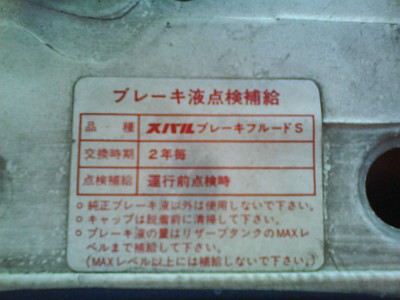 ブレーキ液点検補給
品種 スバル ブレーキフルードS
交換時期 2年毎
点検補給 運行前点検時
○純正ブレーキ液以外は使用しないで下さい。
○キャップは脱着前に清掃して下さい。
○ブレーキ液の量はリザーブタンクのMAXレ
ベルまで補給して下さい。
(MAXレベル以上には補給しないで下さい。)